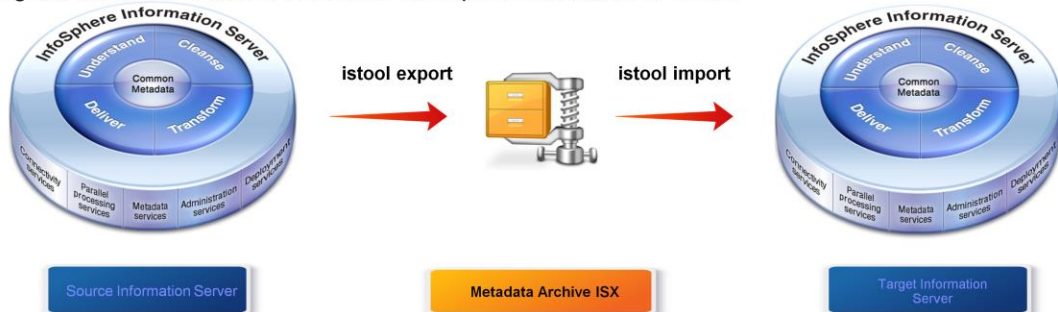 InfoSphere Information Server
Understand
Cleanse
Common
Metadata
Deliver
Transform
Connectivity
services
Parallel
processing
services
Metadata
services
Administration
services
Deployment
services
istool export
istool import
InfoSphere Information Server
Understand
Cleanse
Common
Metadata
Deliver
Transform
Connectivity
services
Parallel
processing
services
Metadata
services
Administration
services
Deployment
services
Source Information Server
Metadata Archive ISX
Target Information
Server